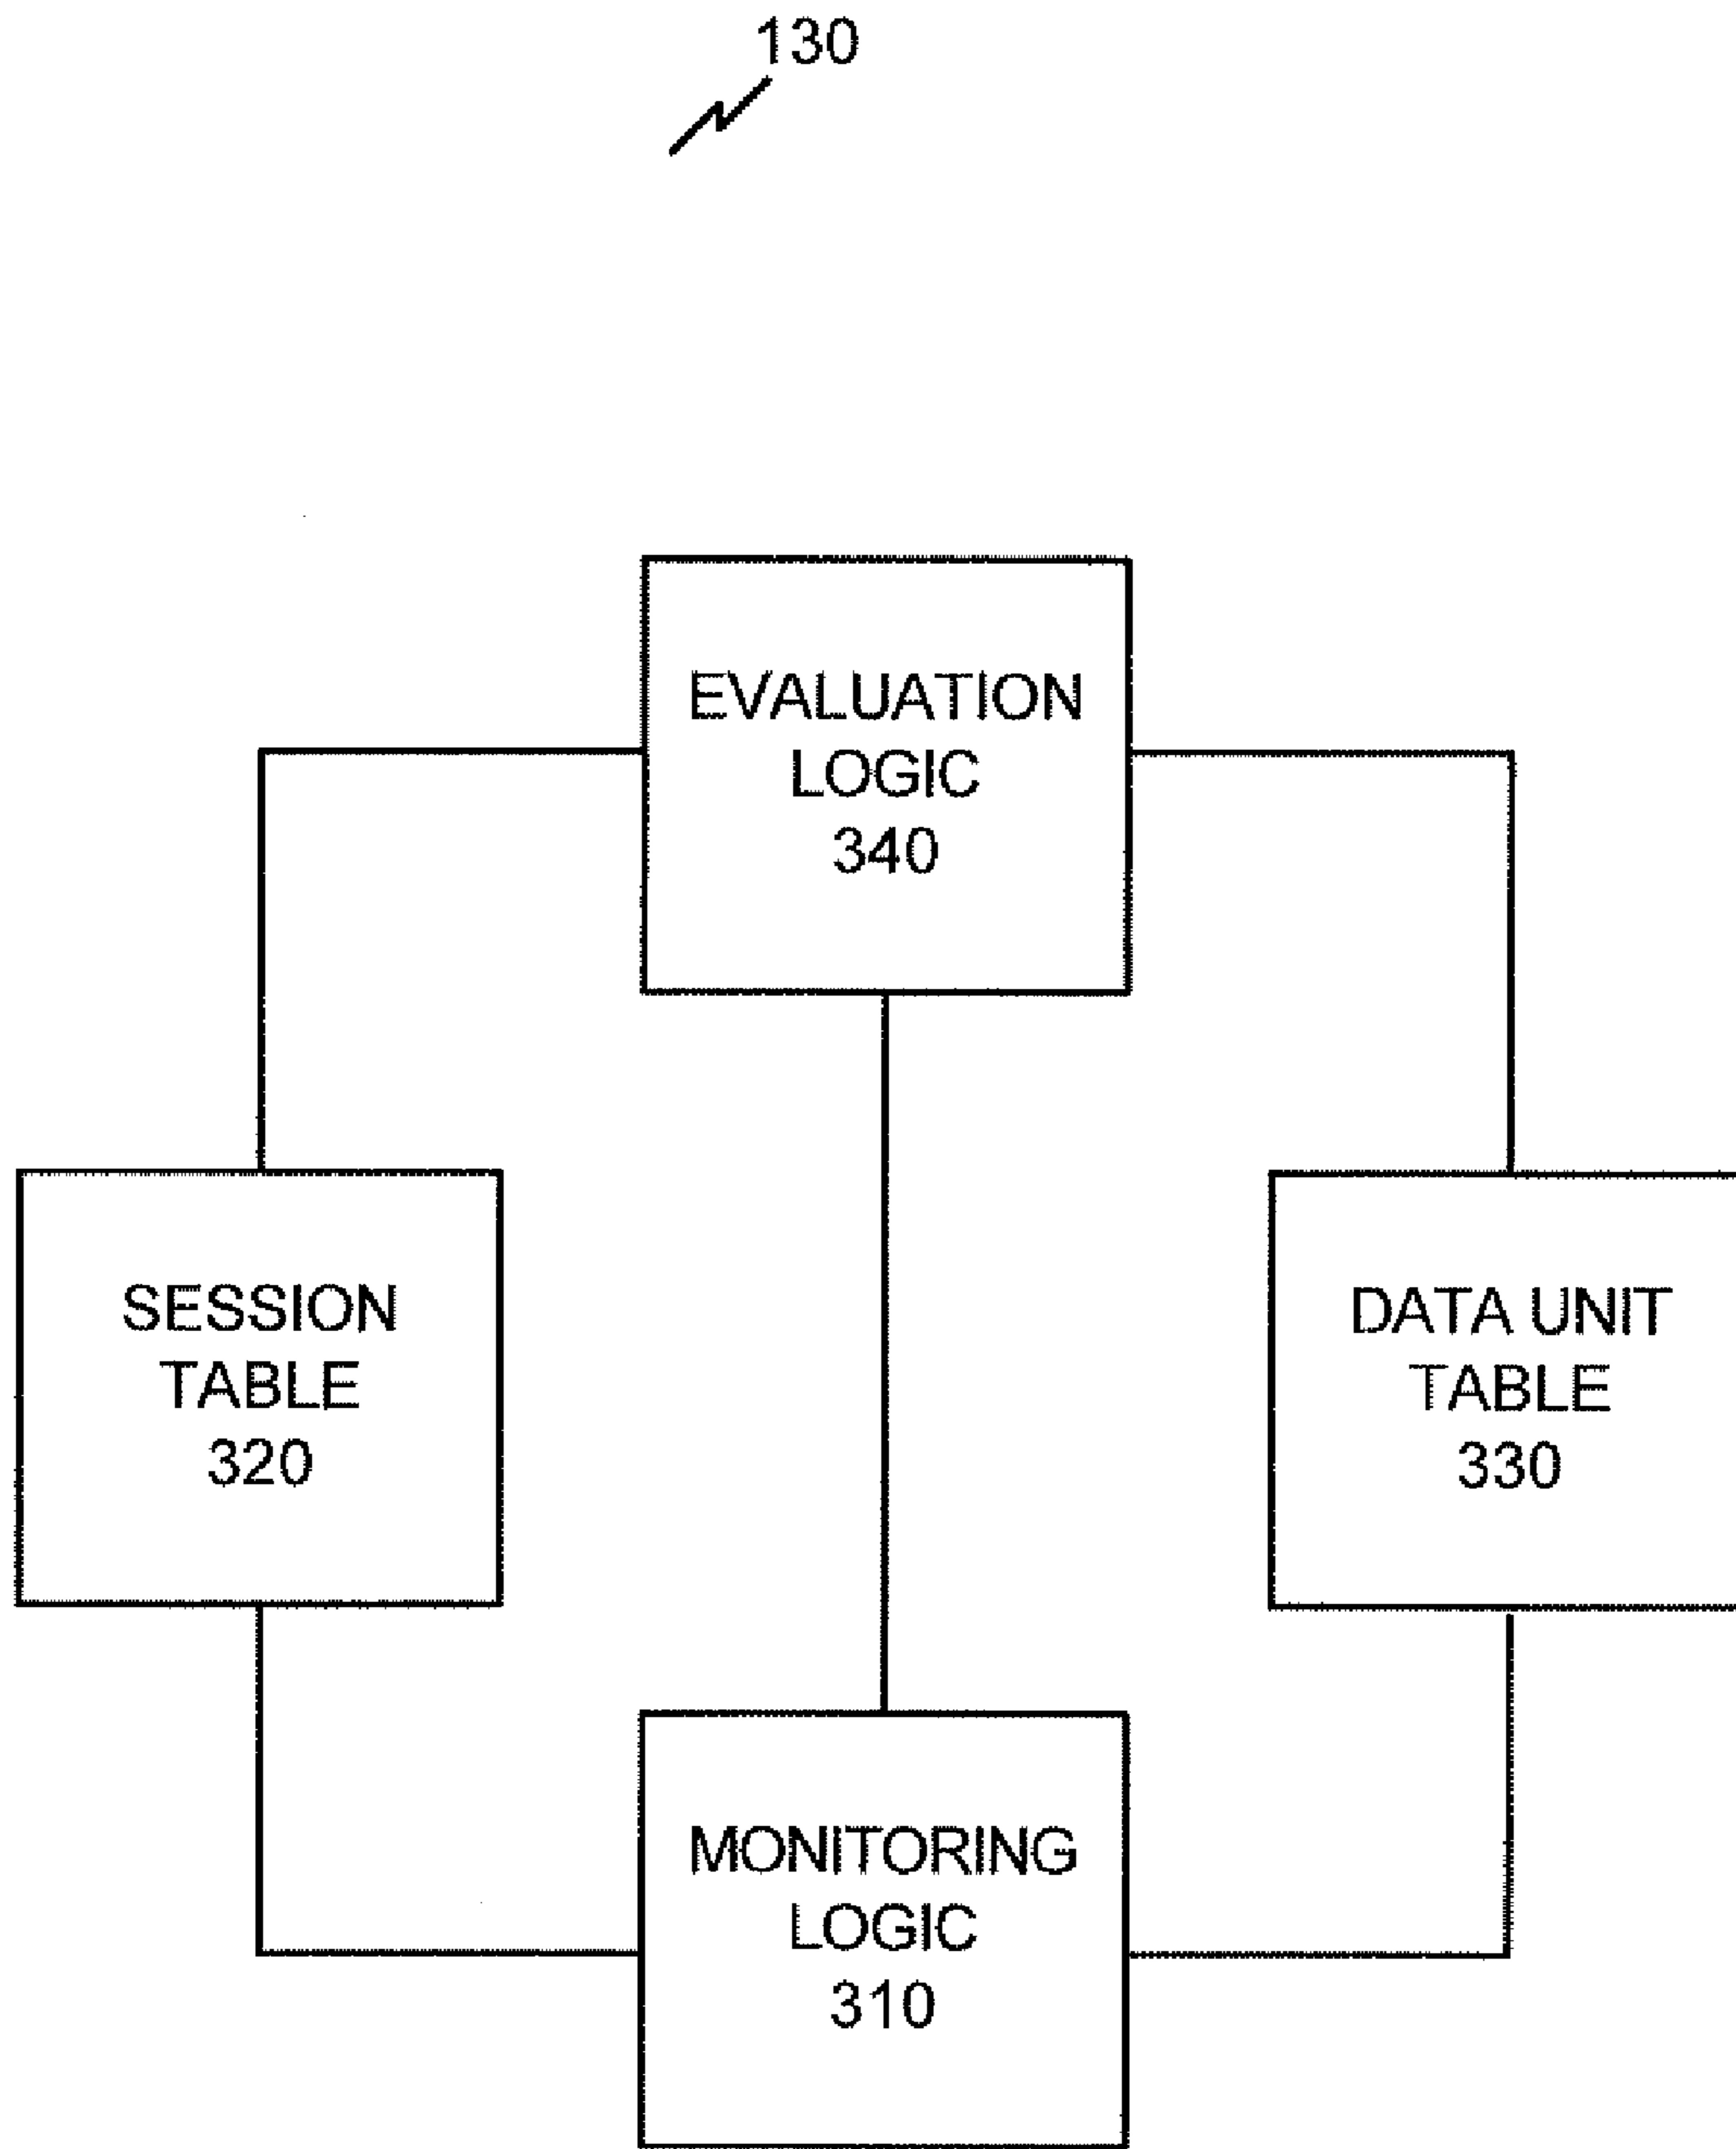 130
EVALUATION
LOGIC
340
SESSION
TABLE
320
DATA UNIT
TABLE
330
MONITORING
LOGIC
310